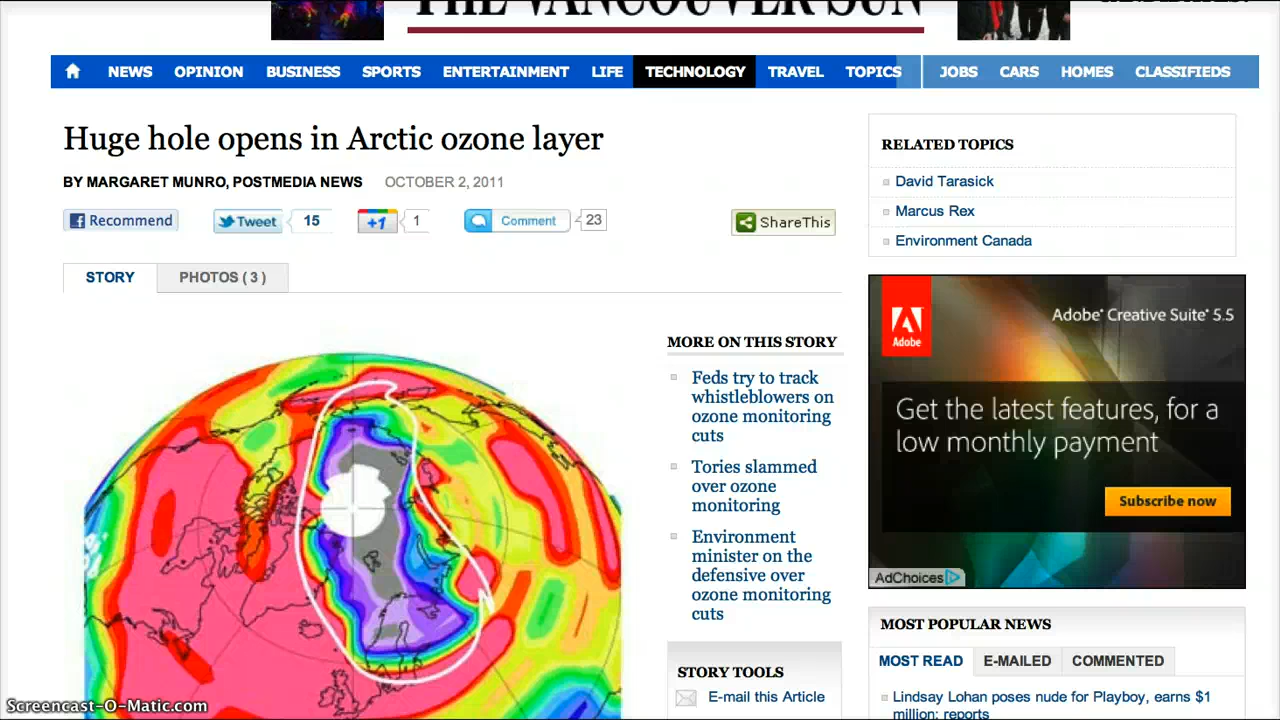 THE VANCOUVER SUN
NEWS OPINION BUSINESS SPORTS ENTERTAINMENT LIFE TECHNOLOGY TRAVEL TOPICS JOBS CARS HOMES CLASSIFIEDS
Huge hole opens in Arctic ozone layer
BY MARGARET MUNRO, POSTMEDIA NEWS OCTOBER 2, 2011
Recommend Tweet 15 +1 1 Comment 23 ShareThis
STORY PHOTOS ( 3 )
MORE ON THIS STORY
Feds try to track
whistleblowers on
ozone monitoring
cuts
Tories slammed
over ozone
monitoring
Environment
minister on the
defensive over
ozone monitoring
cuts
STORY TOOLS
E-mail this Article
RELATED TOPICS
David Tarasick
Marcus Rex
Environment Canada
Adobe
Adobe® Creative Suite® 5.5
Get the latest features, for a
low monthly payment
Subscribe now
AdChoices
MOST POPULAR NEWS
MOST READ E-MAILED COMMENTED
Lindsay Lohan poses nude for Playboy, earns $1
million: reports
Screencast-O-Matic.com